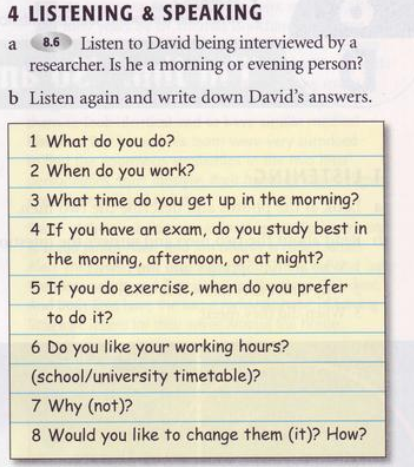 4 LISTENING & SPEAKING
a 8.6 Listen to David being interviewed by a
researcher. Is he a morning or evening person?
b Listen again and write down David's answers.
1 What do you do?
2 When do you work?
3 What time do you get up in the morning?
4 If you have an exam, do you study best in
the morning, afternoon, or at night?
5 If you do exercise, when do you prefer
to do it?
6 Do you like your working hours?
(school/university timetable)?
7 Why (not)?
8 Would you like to change them (it)? How?